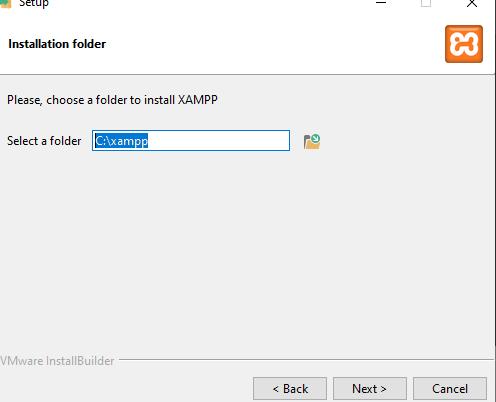 Setup
Installation folder
Please, choose a folder to install XAMPP
Select a folder C:\xampp
VMware InstallBuilder
< Back Next > Cancel